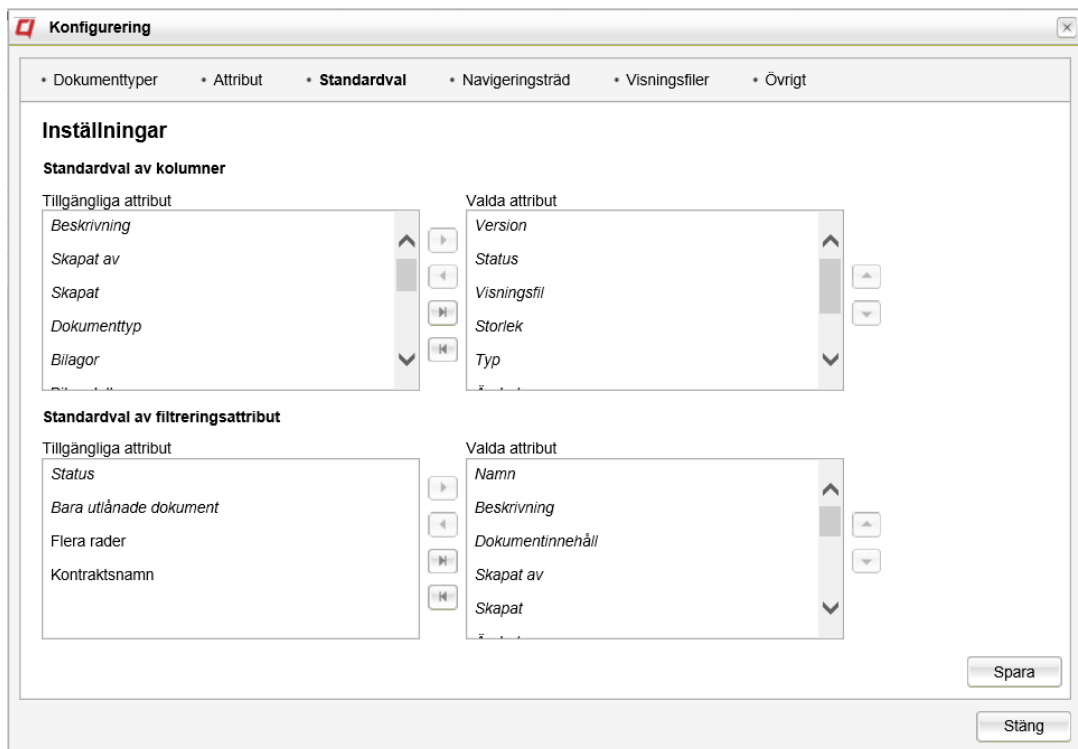 Konfigurering
• Dokumenttyper • Attribut • Standardval • Navigeringsträd • Visningsfiler • Övrigt
Inställningar
Standardval av kolumner
Tillgängliga attribut
Beskrivning
Skapat av
Skapat
Dokumenttyp
Bilagor
Valda attribut
Version
Status
Visningsfil
Storlek
Typ
Standardval av filtreringsattribut
Tillgängliga attribut
Status
Bara utlånade dokument
Flera rader
Kontraktsnamn
Valda attribut
Namn
Beskrivning
Dokumentinnehåll
Skapat av
Skapat
Spara
Stäng